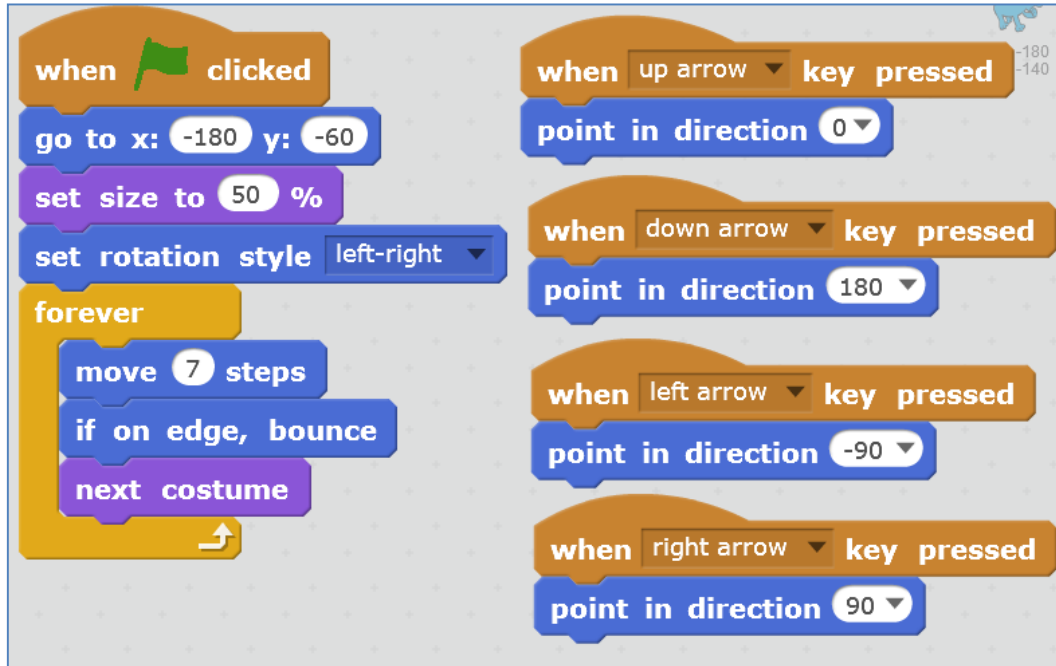 when clicked
go to x: -180 y: -60
set size to 50 %
set rotation style left-right
forever
move 7 steps
if on edge, bounce
next costume
when up arrow key pressed
point in direction 0
when down arrow key pressed
point in direction 180
when left arrow key pressed
point in direction -90
when right arrow key pressed
point in direction 90
-180
-140